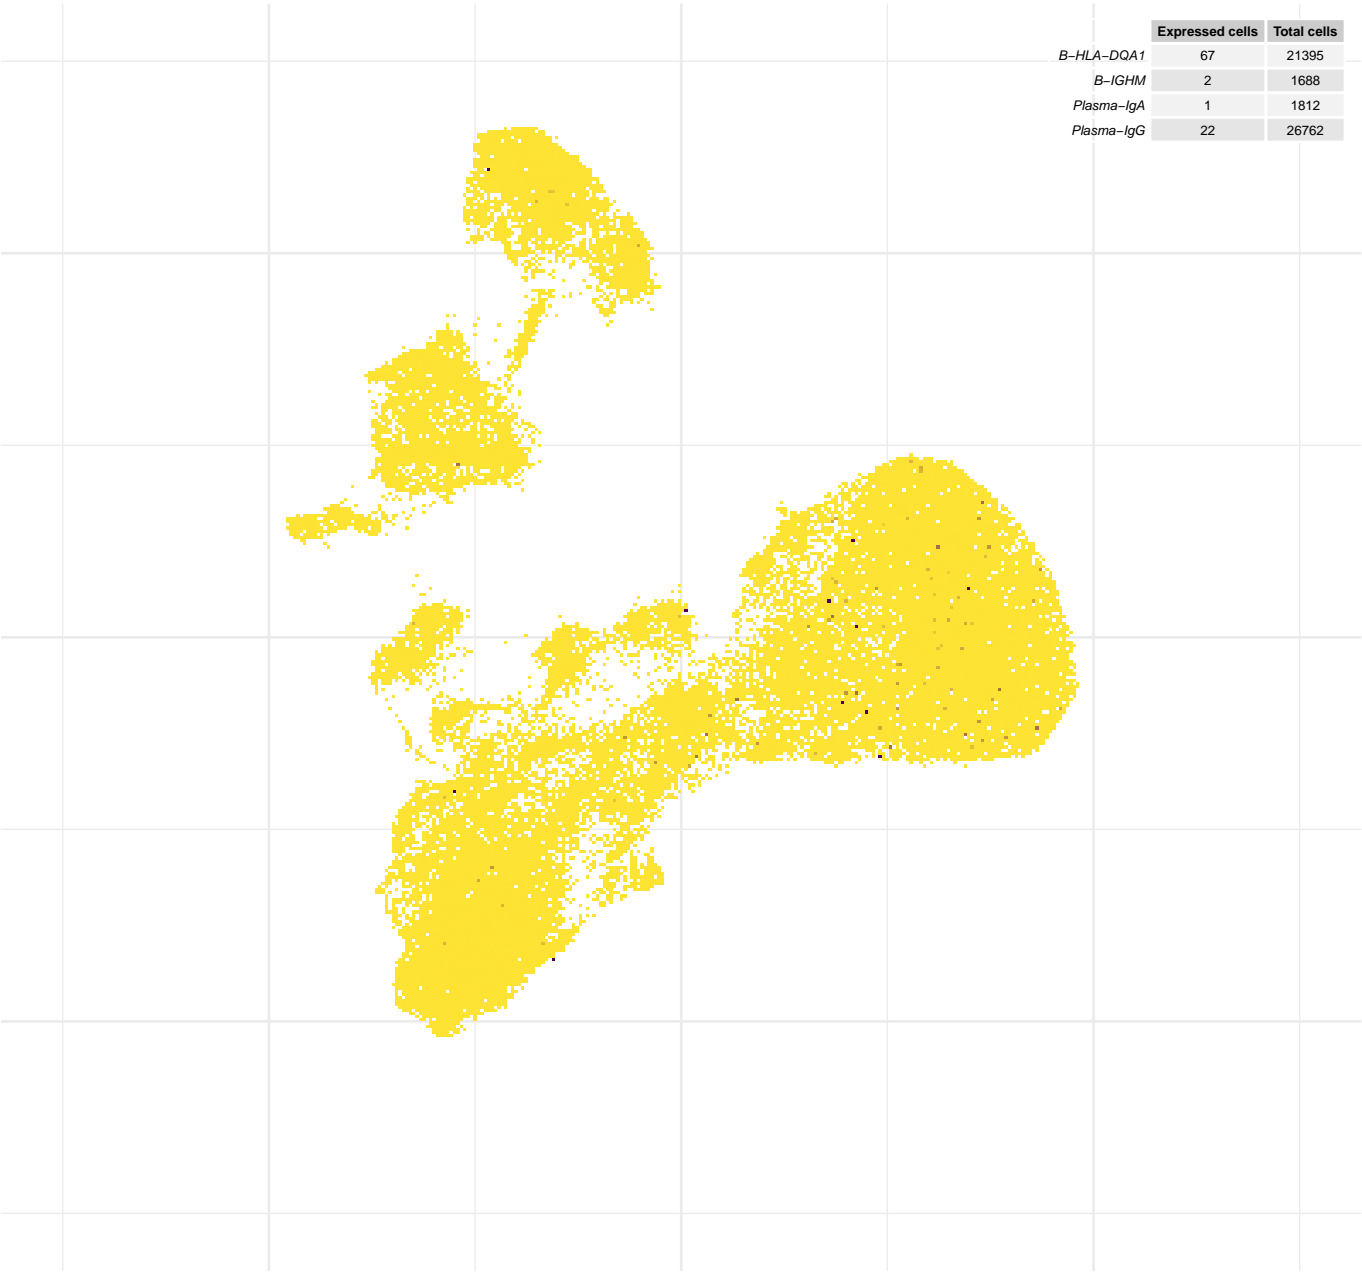 Expressed cells Total cells
B−HLA−DQA1 67 21395
B−IGHM 2 1688
Plasma−IgA 1 1812
Plasma−IgG 22 26762